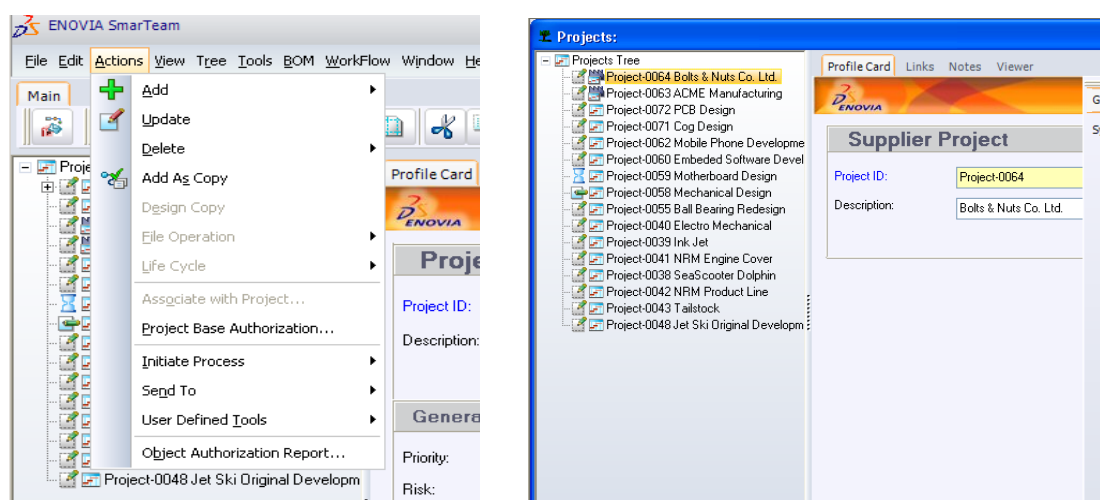 ENOVIA SmarTeam
File Edit Actions View Tree Tools BOM WorkFlow Window
Main
Add
Update
Delete
Add As Copy
Design Copy
File Operation
Life Cycle
Associate with Project...
Project Base Authorization...
Initiate Process
Send To
User Defined Tools
Object Authorization Report...
Project-0048 Jet Ski Original Developm
Profile Card
ENOVIA
Project ID:
Description:
Priority:
Risk:
Projects:
Projects Tree
Project-0064 Bolts & Nuts Co. Ltd.
Project-0063 ACME Manufacturing
Project-0072 PCB Design
Project-0071 Cog Design
Project-0062 Mobile Phone Developme
Project-0060 Embeded Software Devel
Project-0059 Motherboard Design
Project-0058 Mechanical Design
Project-0055 Ball Bearing Redesign
Project-0040 Electro Mechanical
Project-0039 Ink Jet
Project-0041 NRM Engine Cover
Project-0038 SeaScooter Dolphin
Project-0042 NRM Product Line
Project-0043 Tailstock
Project-0048 Jet Ski Original Developm
Profile Card Links Notes Viewer
ENOVIA
Supplier Project
Project ID: Project-0064
Description: Bolts & Nuts Co. Ltd.